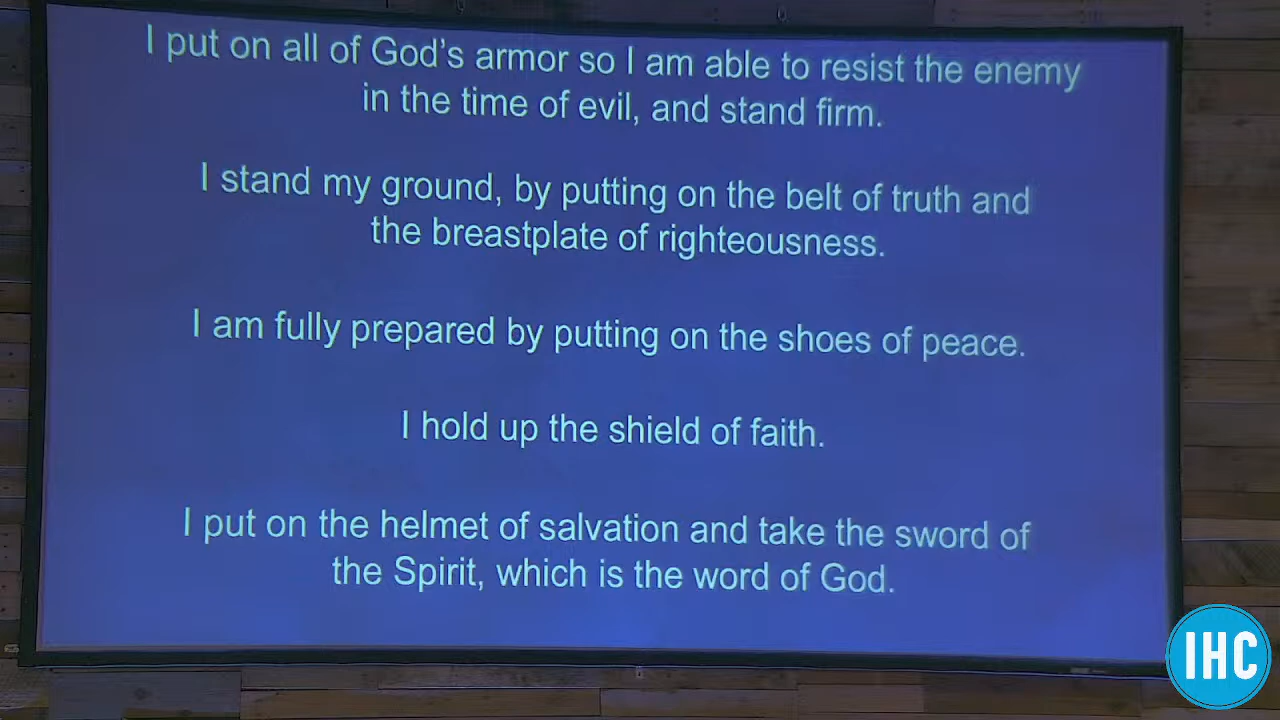 I put on all of God's armor so I am able to resist the enemy
in the time of evil, and stand firm.
I stand my ground, by putting on the belt of truth and
the breastplate of righteousness.
I am fully prepared by putting on the shoes of peace.
I hold up the shield of faith.
I put on the helmet of salvation and take the sword of
the Spirit, which is the word of God.
IHC